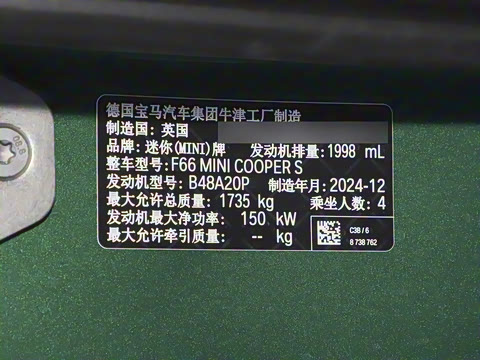 德国宝马汽车集团牛津工厂制造
制造国: 英国
品牌: 迷你(MINI)牌 发动机排量: 1998 mL
整车型号: F66 MINI COOPER S
发动机型号: B48A20P 制造年月: 2024-12
最大允许总质量: 1735 kg 乘坐人数: 4
发动机最大净功率: 150 kW
最大允许牵引质量: -- kg
C3B / 6
8 738 762
08.8